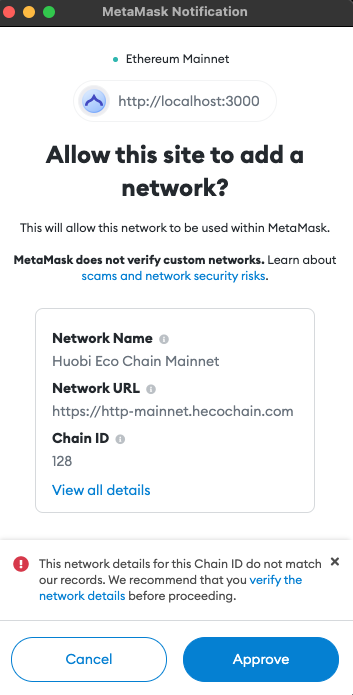 MetaMask Notification
Ethereum Mainnet
http://localhost:3000
Allow this site to add a
network?
This will allow this network to be used within MetaMask.
MetaMask does not verify custom networks. Learn about
scams and network security risks.
Network Name
Huobi Eco Chain Mainnet
Network URL
https://http-mainnet.hecochain.com
Chain ID
128
View all details
This network details for this Chain ID do not match
our records. We recommend that you verify the
network details before proceeding.
Cancel
Approve